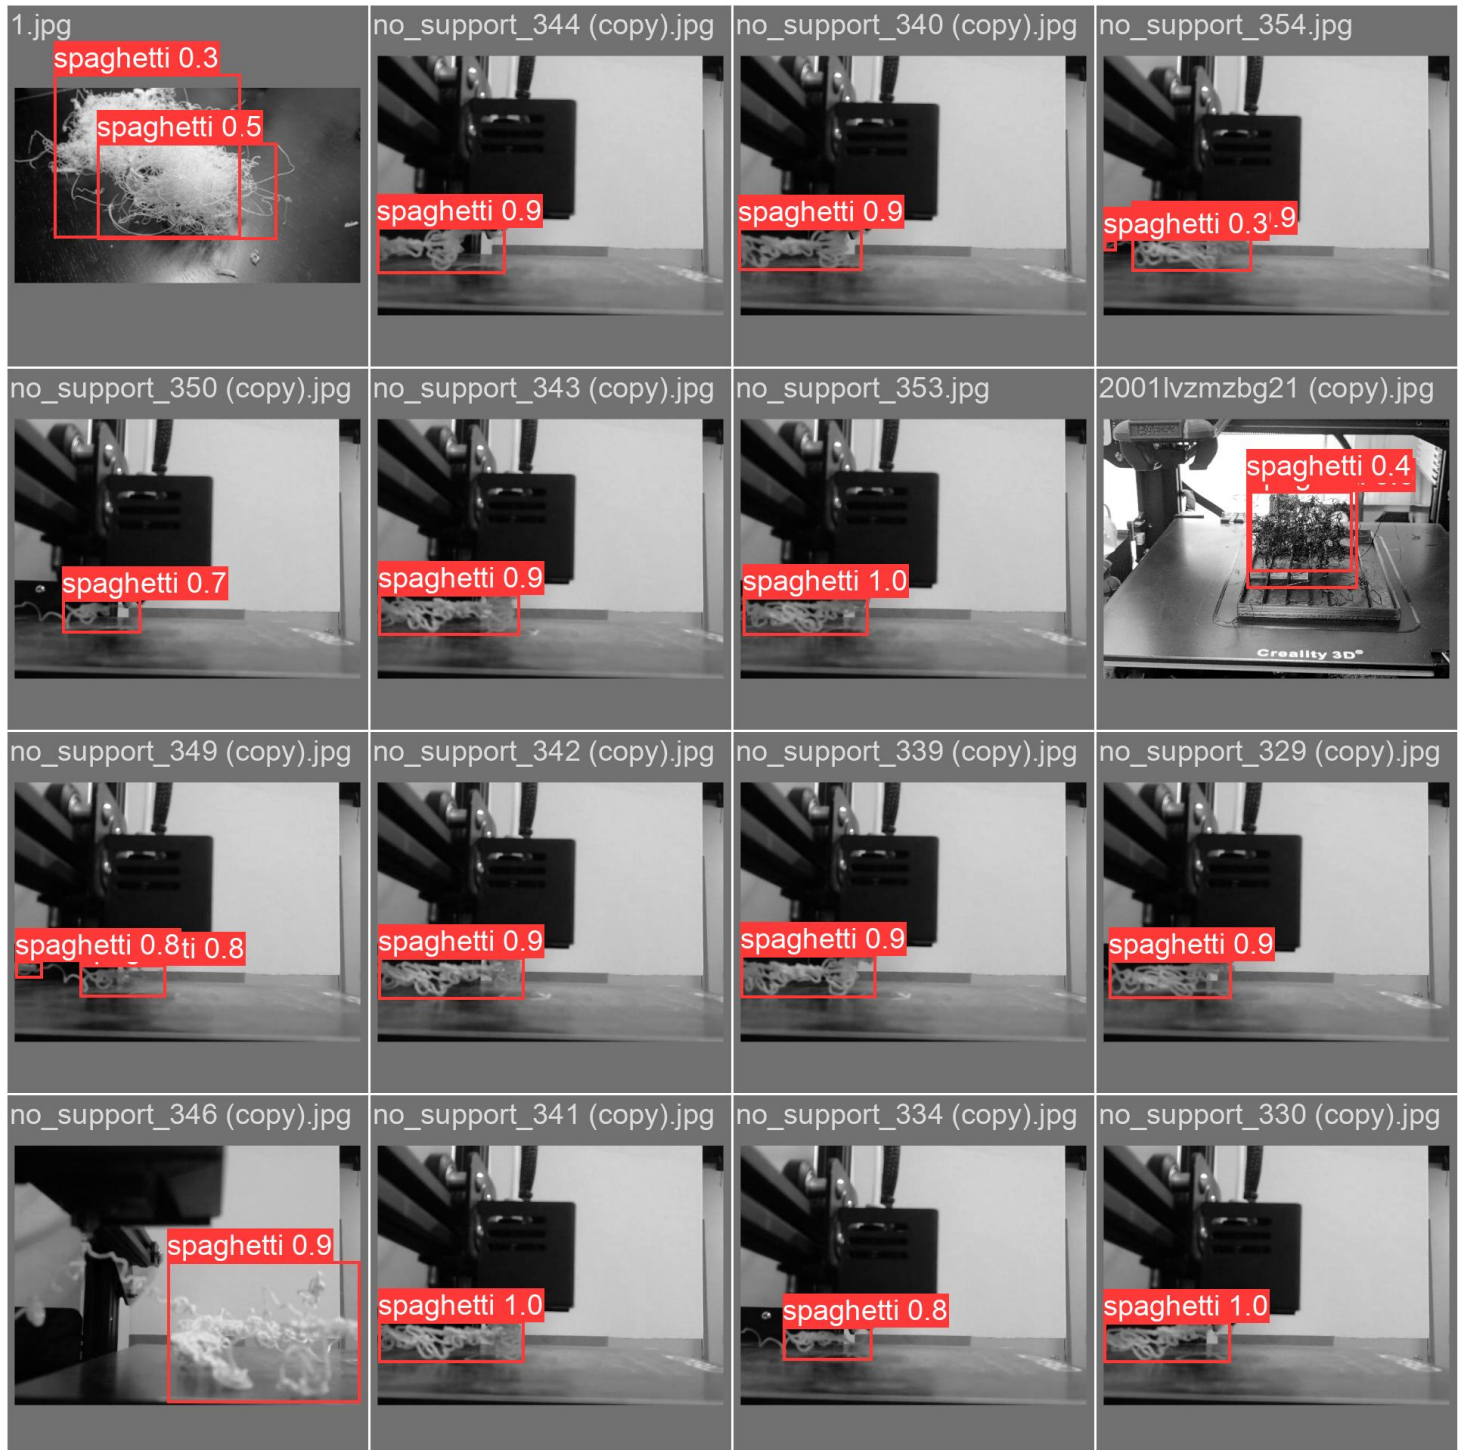 1.jpg
spaghetti 0.3
spaghetti 0.5
no_support_344 (copy).jpg
spaghetti 0.9
no_support_340 (copy).jpg
spaghetti 0.9
no_support_354.jpg
spaghetti 0.3
.9
no_support_350 (copy).jpg
spaghetti 0.7
no_support_343 (copy).jpg
spaghetti 0.9
no_support_353.jpg
spaghetti 1.0
2001lvzmzbg21 (copy).jpg
spaghetti 0.4
Creality 3D®
no_support_349 (copy).jpg
spaghetti 0.8
ti 0.8
no_support_342 (copy).jpg
spaghetti 0.9
no_support_339 (copy).jpg
spaghetti 0.9
no_support_329 (copy).jpg
spaghetti 0.9
no_support_346 (copy).jpg
spaghetti 0.9
no_support_341 (copy).jpg
spaghetti 1.0
no_support_334 (copy).jpg
spaghetti 0.8
no_support_330 (copy).jpg
spaghetti 1.0